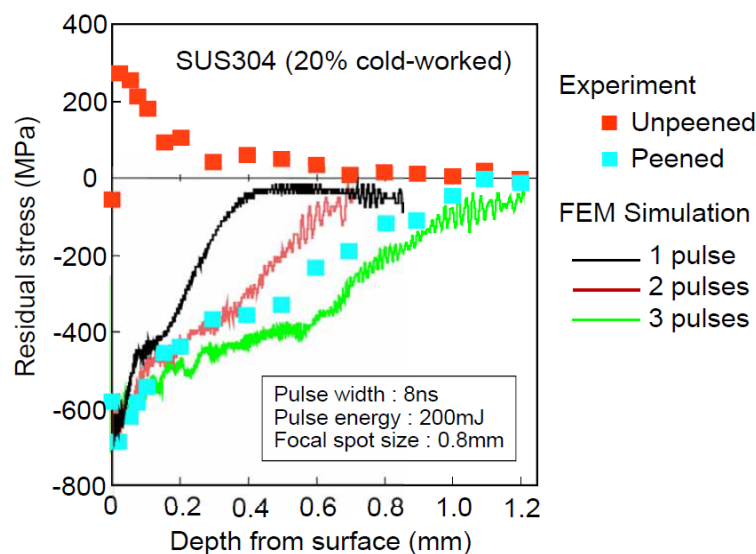 400
200
0
-200
-400
-600
-800
Residual stress (MPa)
SUS304 (20% cold-worked)
Pulse width : 8ns
Pulse energy : 200mJ
Focal spot size : 0.8mm
0 0.2 0.4 0.6 0.8 1.0 1.2
Depth from surface (mm)
Experiment
Unpeened
Peened
FEM Simulation
1 pulse
2 pulses
3 pulses